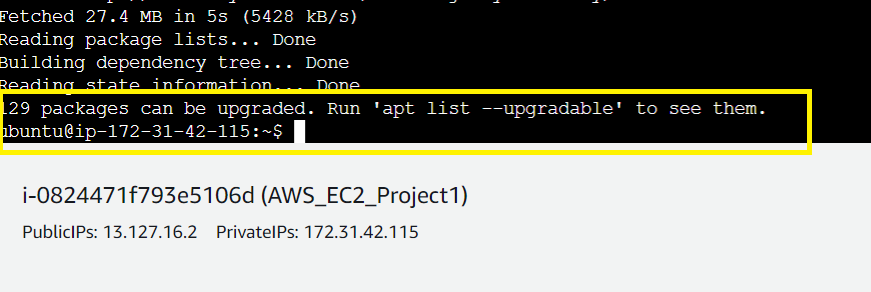 Fetched 27.4 MB in 5s (5428 kB/s)
Reading package lists... Done
Building dependency tree... Done
Reading state information... Done
129 packages can be upgraded. Run 'apt list --upgradable' to see them.
ubuntu@ip-172-31-42-115:~$
i-0824471f793e5106d (AWS_EC2_Project1)
PublicIPs: 13.127.16.2 PrivateIPs: 172.31.42.115